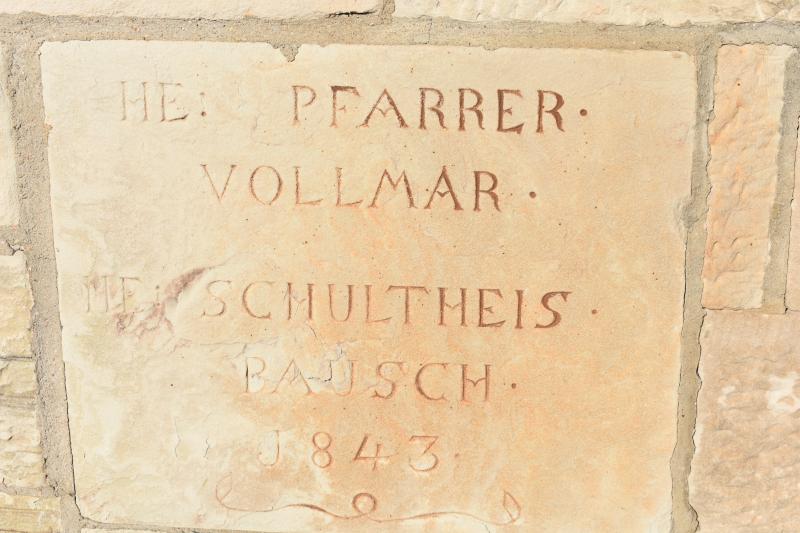 HE: PFARRER.
VOLLMAR.
HE: SCHULTHEIS.
BAUSCH.
1843.